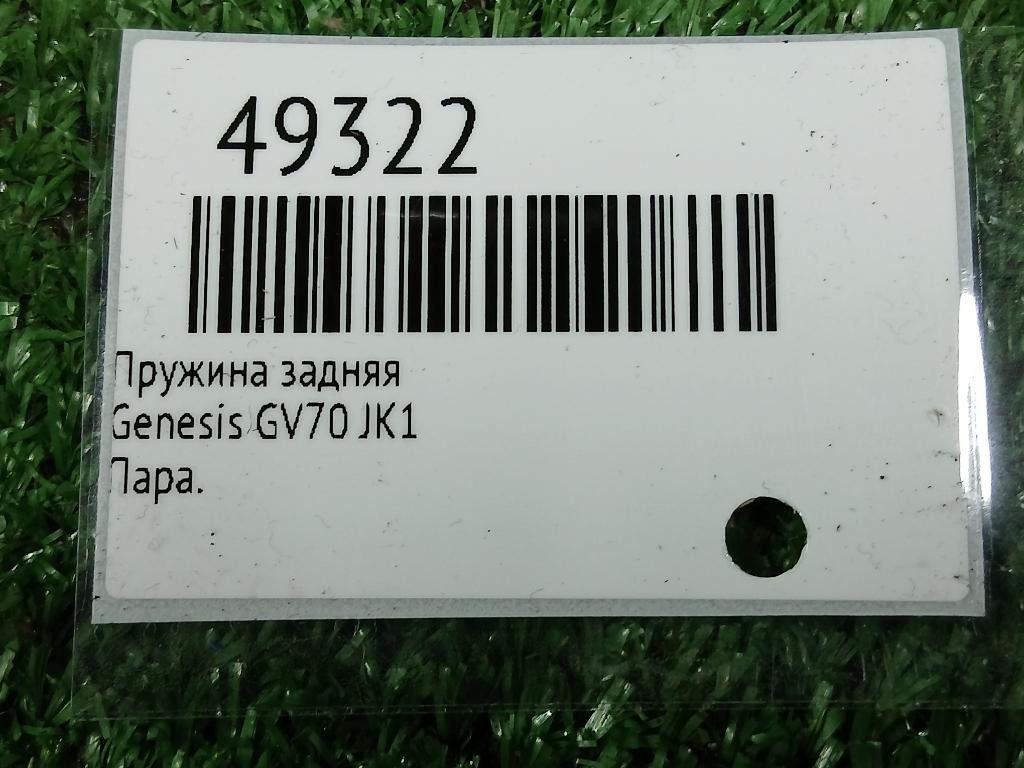 49322
Пружина задняя
Genesis GV70 JK1
Пара.